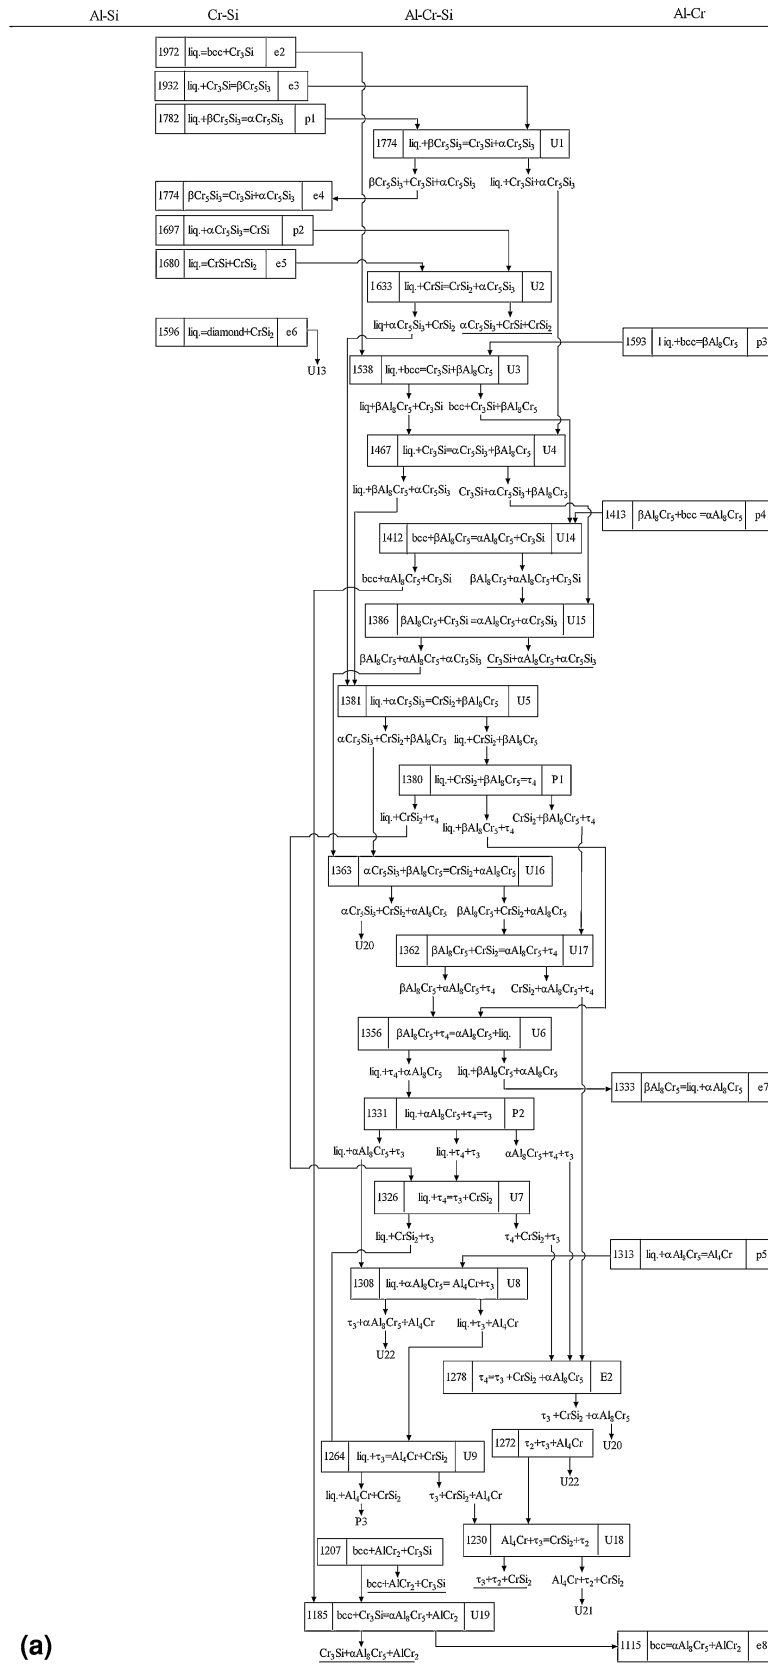 Al-Si Cr-Si Al-Cr-Si Al-Cr
1972 liq.=bcc+Cr₃Si e2
1932 liq.+Cr₃Si=βCr₅Si₃ e3
1782 liq.+βCr₅Si₃=αCr₅Si₃ p1
1774 liq.+βCr₅Si₃=Cr₃Si+αCr₅Si₃ U1
βCr₅Si₃+Cr₃Si+αCr₅Si₃ liq.+Cr₃Si+αCr₅Si₃
1774 βCr₅Si₃=Cr₃Si+αCr₅Si₃ e4
1697 liq.+αCr₅Si₃=CrSi p2
1680 liq.=CrSi+CrSi₂ e5
1633 liq.+CrSi=CrSi₂+αCr₅Si₃ U2
liq+αCr₅Si₃+CrSi₂ αCr₅Si₃+CrSi+CrSi₂
1596 liq.=diamond+CrSi₂ e6
1593 liq.+bcc=βAl₈Cr₅ p3
U13
1538 liq.+bcc=Cr₃Si+βAl₈Cr₅ U3
liq+βAl₈Cr₅+Cr₃Si bcc+Cr₃Si+βAl₈Cr₅
1467 liq.+Cr₃Si=αCr₅Si₃+βAl₈Cr₅ U4
liq.+βAl₈Cr₅+αCr₅Si₃ Cr₃Si+αCr₅Si₃+βAl₈Cr₅
1413 βAl₈Cr₅+bcc =αAl₈Cr₅ p4
1412 bcc+βAl₈Cr₅=αAl₈Cr₅+Cr₃Si U14
bcc+αAl₈Cr₅+Cr₃Si βAl₈Cr₅+αAl₈Cr₅+Cr₃Si
1386 βAl₈Cr₅+Cr₃Si =αAl₈Cr₅+αCr₅Si₃ U15
βAl₈Cr₅+αAl₈Cr₅+αCr₅Si₃ Cr₃Si+αAl₈Cr₅+αCr₅Si₃
1381 liq.+αCr₅Si₃=CrSi₂+βAl₈Cr₅ U5
αCr₅Si₃+CrSi₂+βAl₈Cr₅ liq.+CrSi₂+βAl₈Cr₅
1380 liq.+CrSi₂+βAl₈Cr₅=τ₄ P1
liq.+CrSi₂+τ₄ liq.+βAl₈Cr₅+τ₄ CrSi₂+βAl₈Cr₅+τ₄
1363 αCr₅Si₃+βAl₈Cr₅=CrSi₂+αAl₈Cr₅ U16
αCr₅Si₃+CrSi₂+αAl₈Cr₅ βAl₈Cr₅+CrSi₂+αAl₈Cr₅
U20
1362 βAl₈Cr₅+CrSi₂=αAl₈Cr₅+τ₄ U17
βAl₈Cr₅+αAl₈Cr₅+τ₄ CrSi₂+αAl₈Cr₅+τ₄
1356 βAl₈Cr₅+τ₄=αAl₈Cr₅+liq. U6
liq.+τ₄+αAl₈Cr₅ liq.+βAl₈Cr₅+αAl₈Cr₅
1333 βAl₈Cr₅=liq.+αAl₈Cr₅ e7
1331 liq.+αAl₈Cr₅+τ₄=τ₃ P2
liq.+αAl₈Cr₅+τ₃ liq.+τ₄+τ₃ αAl₈Cr₅+τ₄+τ₃
1326 liq.+τ₄=τ₃+CrSi₂ U7
liq.+CrSi₂+τ₃ τ₄+CrSi₂+τ₃
1313 liq.+αAl₈Cr₅=Al₄Cr p5
1308 liq.+αAl₈Cr₅= Al₄Cr+τ₃ U8
τ₃+αAl₈Cr₅+Al₄Cr liq.+τ₃+Al₄Cr
U22
1278 τ₄=τ₃ +CrSi₂ +αAl₈Cr₅ E2
τ₃ +CrSi₂ +αAl₈Cr₅
U20
1272 τ₂+τ₃+Al₄Cr
U22
1264 liq.+τ₃=Al₄Cr+CrSi₂ U9
liq.+Al₄Cr+CrSi₂ τ₃+CrSi₂+Al₄Cr
P3
1230 Al₄Cr+τ₃=CrSi₂+τ₂ U18
τ₃+τ₂+CrSi₂ Al₄Cr+τ₂+CrSi₂
U21
1207 bcc+AlCr₂+Cr₃Si
bcc+AlCr₂+Cr₃Si
1185 bcc+Cr₃Si=αAl₈Cr₅+AlCr₂ U19
Cr₃Si+αAl₈Cr₅+AlCr₂
1115 bcc=αAl₈Cr₅+AlCr₂ e8
(a)